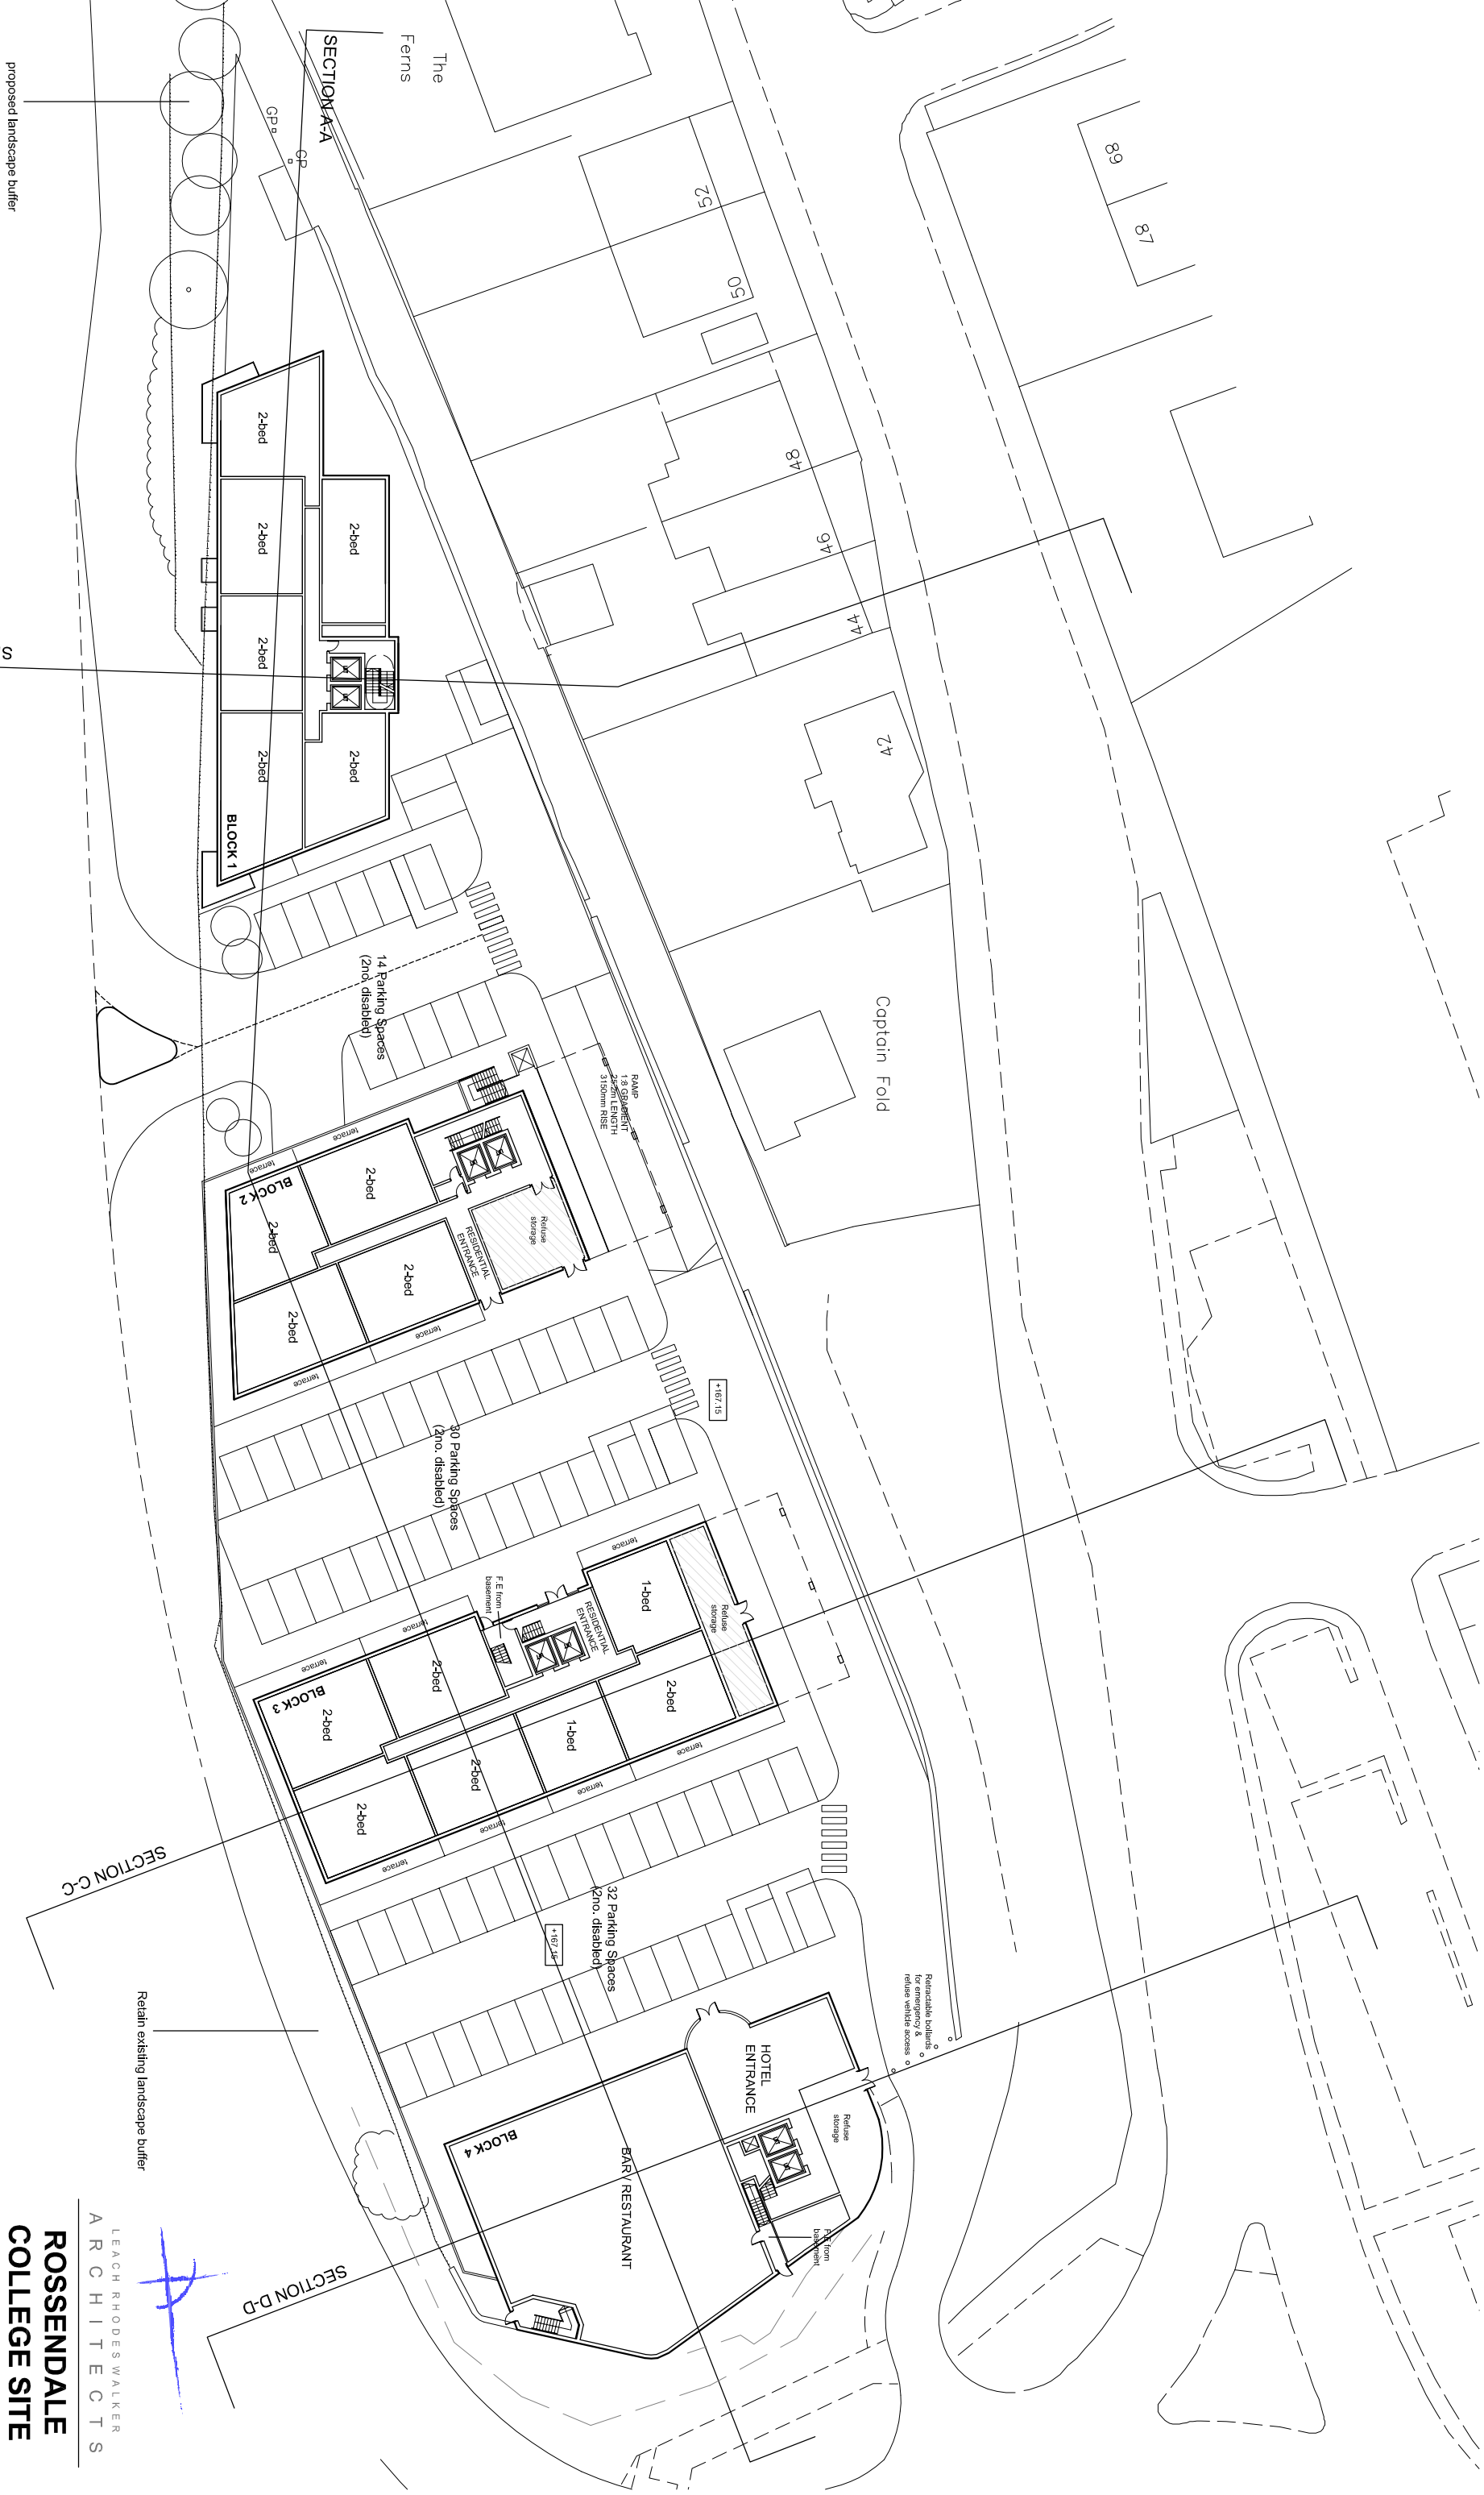 SECTION A-A
The
Ferns
proposed landscape buffer
GP
GP
52
50
48
46
44
42
89
87
Captain Fold
2-bed
2-bed
2-bed
2-bed
2-bed
2-bed
BLOCK 1
S
14 Parking Spaces
(2no. disabled)
RAMP
1:8 GRADIENT
25.2m LENGTH
3150mm RISE
terrace
terrace
BLOCK 2
2-bed
2-bed
2-bed
2-bed
Refuse
storage
RESIDENTIAL
ENTRANCE
terrace
terrace
+167.15
30 Parking Spaces
(2no. disabled)
terrace
terrace
terrace
F.E from
basement
RESIDENTIAL
ENTRANCE
Refuse
storage
1-bed
2-bed
2-bed
BLOCK 3
2-bed
1-bed
2-bed
2-bed
terrace
terrace
terrace
terrace
SECTION C-C
32 Parking Spaces
(2no. disabled)
+167.15
Retractable bollards
for emergency &
refuse vehicle access
HOTEL
ENTRANCE
Refuse
storage
F.E from
basement
BLOCK 4
BAR / RESTAURANT
SECTION D-D
Retain existing landscape buffer
LEACH RHODES WALKER
ARCHITECTS
ROSSENDALE
COLLEGE SITE